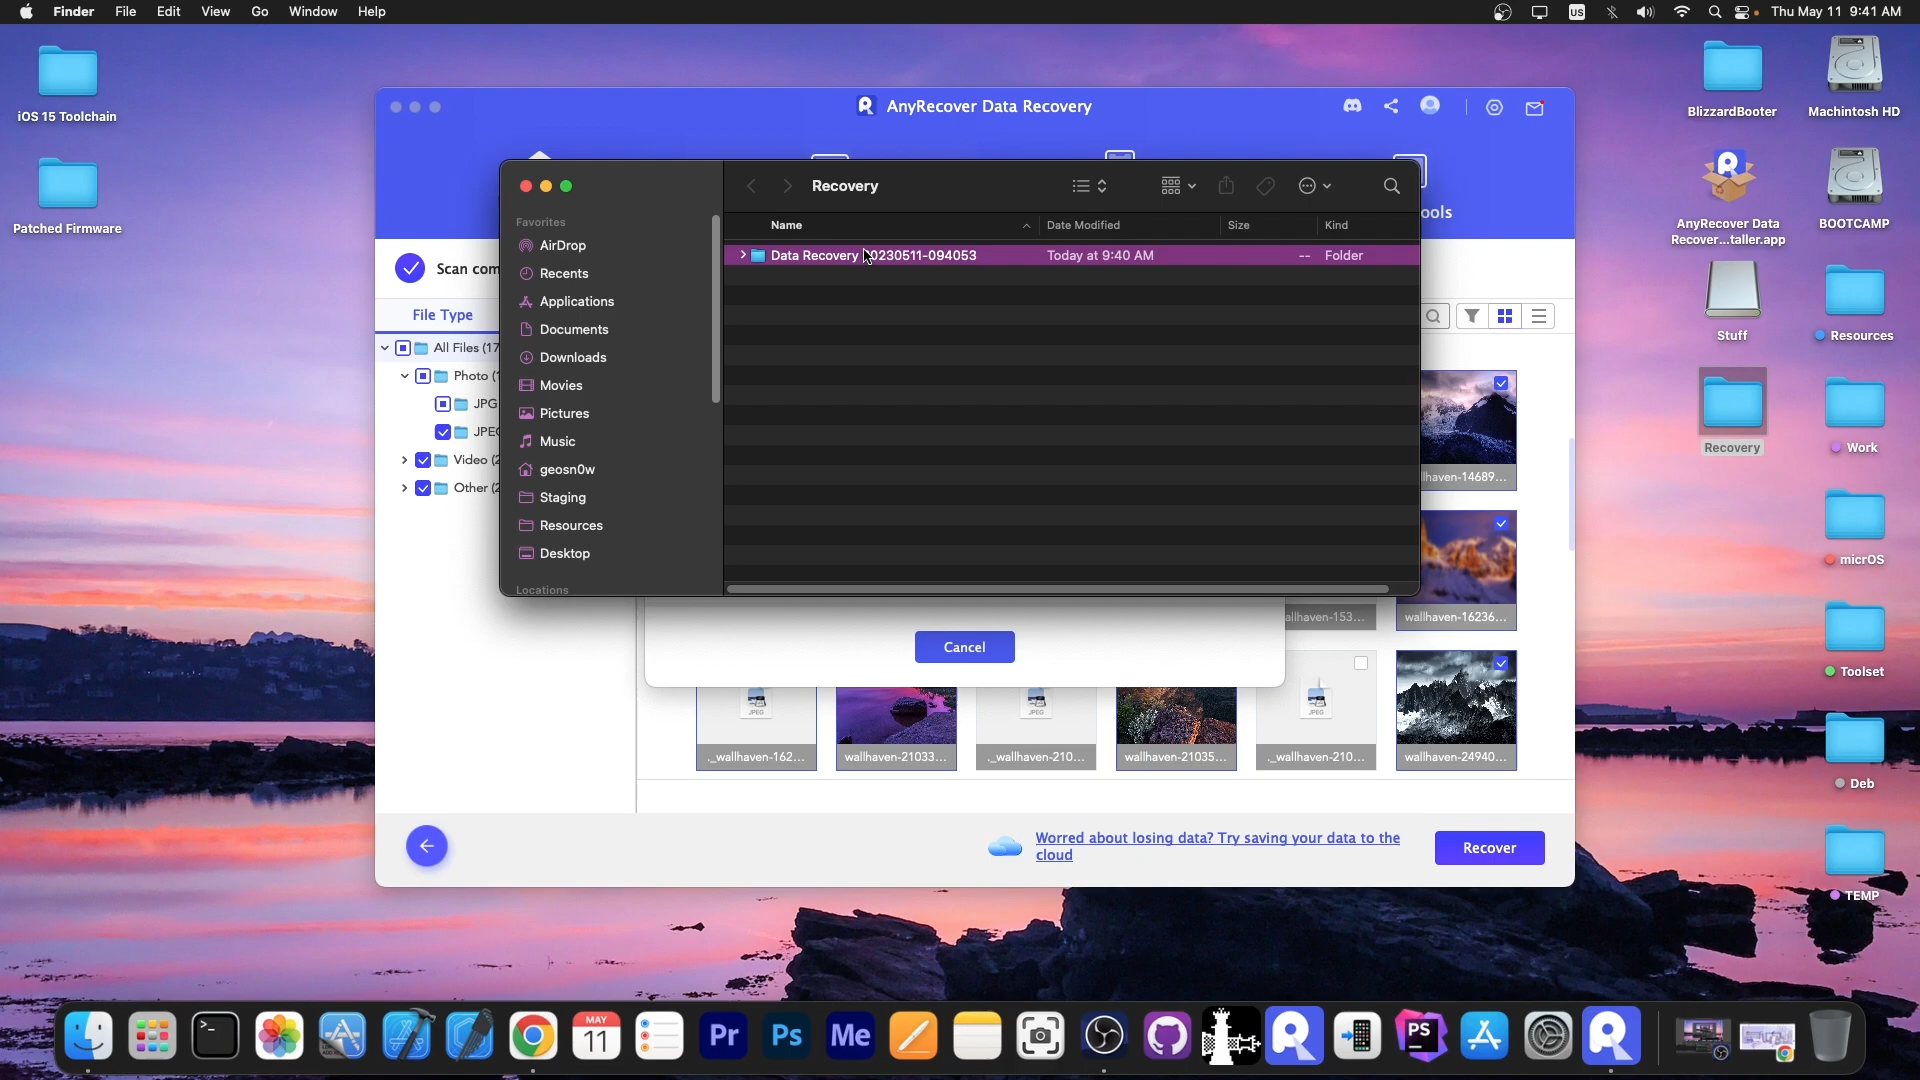 Finder File Edit View Go Window Help
US
Thu May 11 9:41 AM
iOS 15 Toolchain
Patched Firmware
AnyRecover Data Recovery
ools
Scan com
File Type
All Files (17
Photo (1
JPG
JPEG
Video (2
Other (2
Recovery
Favorites
AirDrop
Recents
Applications
Documents
Downloads
Movies
Pictures
Music
geosn0w
Staging
Resources
Desktop
Locations
Name Date Modified Size Kind
Data Recovery 20230511-094053 Today at 9:40 AM -- Folder
llhaven-14689...
allhaven-153...
wallhaven-16236...
Cancel
JPEG
JPEG
JPEG
._wallhaven-162...
wallhaven-21033...
._wallhaven-210...
wallhaven-21035...
._wallhaven-210...
wallhaven-24940...
Worred about losing data? Try saving your data to the
cloud
Recover
BlizzardBooter
Machintosh HD
AnyRecover Data
Recover...taller.app
BOOTCAMP
Stuff
Resources
Recovery
Work
micrOS
Toolset
Deb
TEMP
MAY
11
Pr
Ps
Me
PS